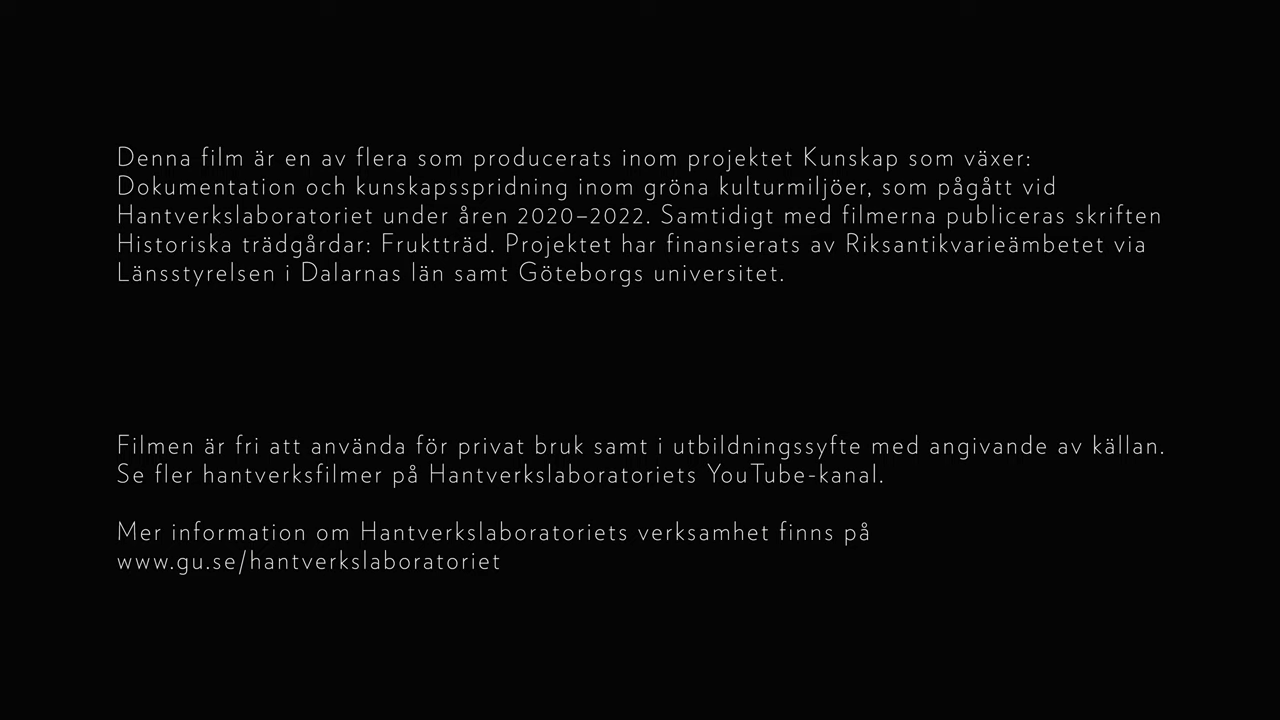 Denna film är en av flera som producerats inom projektet Kunskap som växer:
Dokumentation och kunskapsspridning inom gröna kulturmiljöer, som pågått vid
Hantverkslaboratoriet under åren 2020–2022. Samtidigt med filmerna publiceras skriften
Historiska trädgårdar: Fruktträd. Projektet har finansierats av Riksantikvarieämbetet via
Länsstyrelsen i Dalarnas län samt Göteborgs universitet.
Filmen är fri att använda för privat bruk samt i utbildningssyfte med angivande av källan.
Se fler hantverksfilmer på Hantverkslaboratoriets YouTube-kanal.
Mer information om Hantverkslaboratoriets verksamhet finns på
www.gu.se/hantverkslaboratoriet